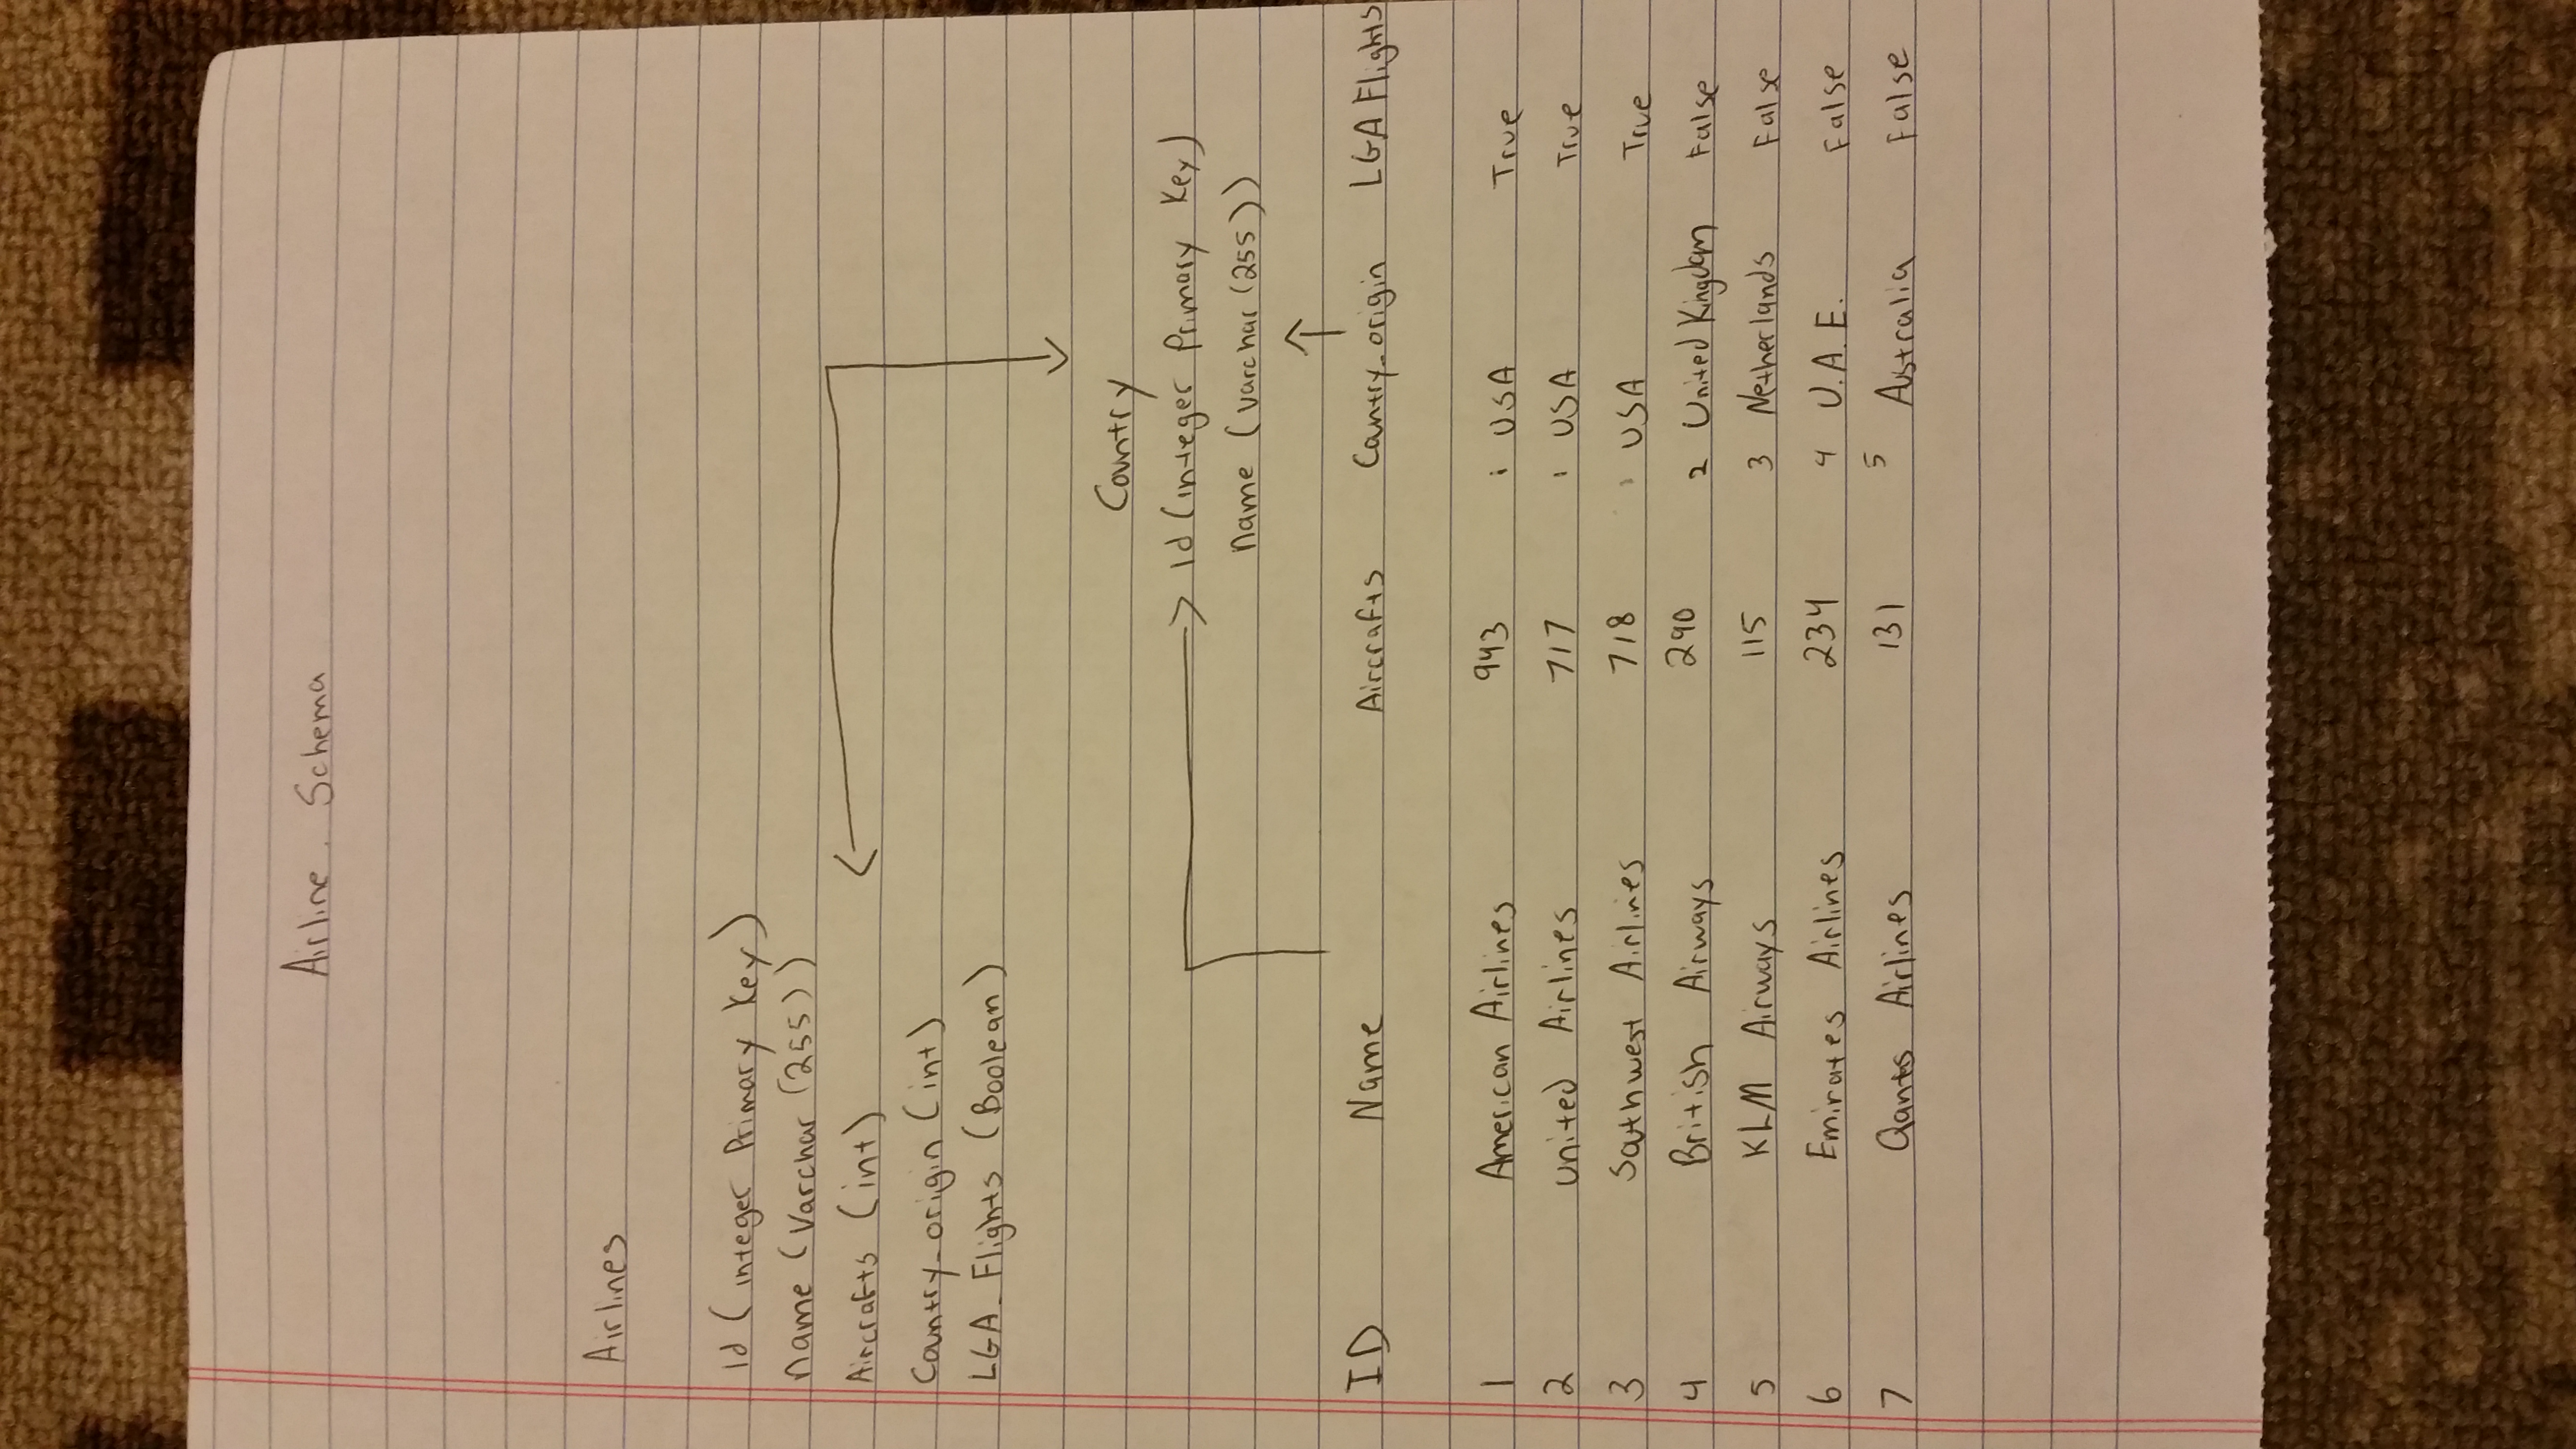 Airline Schema
Airlines
Id (integer Primary Key)
Name (Varchar (255))
Aircrafts (int)
Country_origin (int)
LGA_Flights (Boolean)
Country
Id (integer Primary Key)
Name (Varchar (255))
ID Name Aircrafts Country_origin LGA Flights
1 American Airlines 943 1 USA True
2 United Airlines 717 1 USA True
3 Southwest Airlines 718 1 USA True
4 British Airways 290 2 United Kingdom False
5 KLM Airways 115 3 Netherlands False
6 Emirates Airlines 234 4 U.A.E. False
7 Qantas Airlines 131 5 Australia False